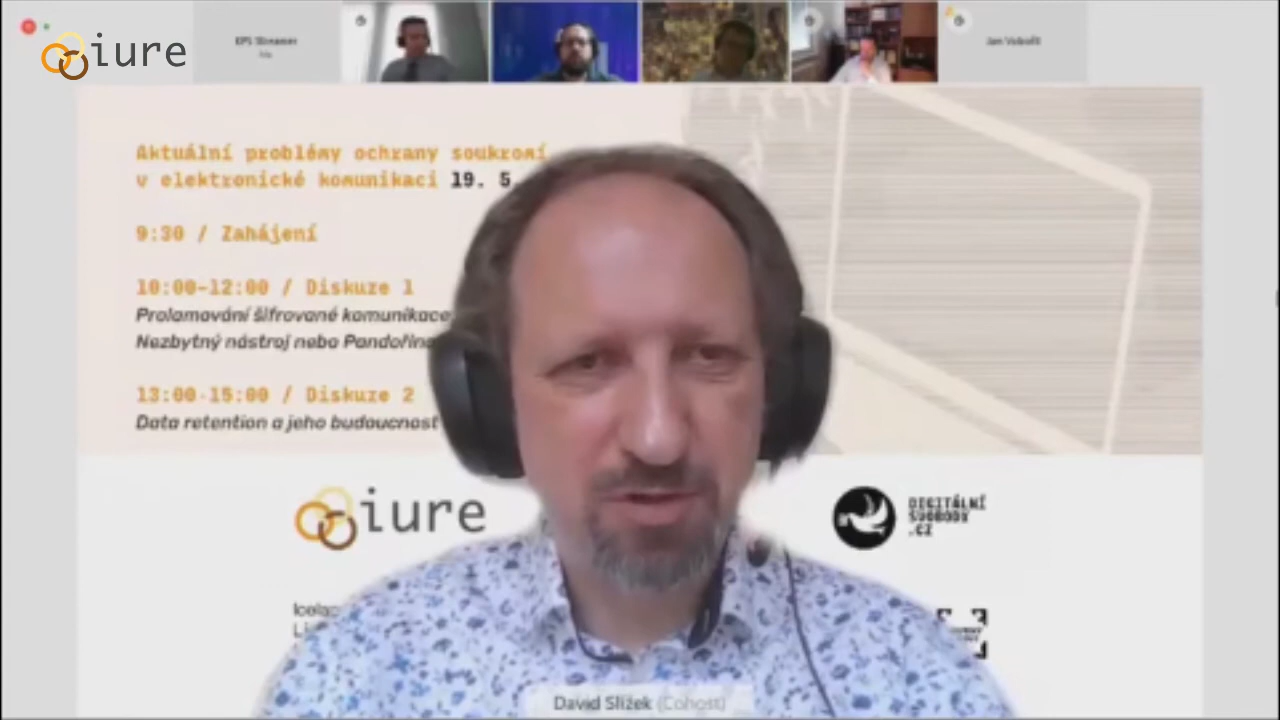 iure
EPS Streamer
Me
Jan Vobořil
Aktuální problémy ochrany soukromí
v elektronické komunikaci 19. 5
9:30 / Zahájení
10:00–12:00 / Diskuze 1
Prolamování šifrované komunikace
Nezbytný nástroj nebo Pandořina
13:00-15:00 / Diskuze 2
Data retention a jeho budoucnost
iure
DIGITÁLNÍ
SVOBODY
.CZ
David Slížek (Cohost)